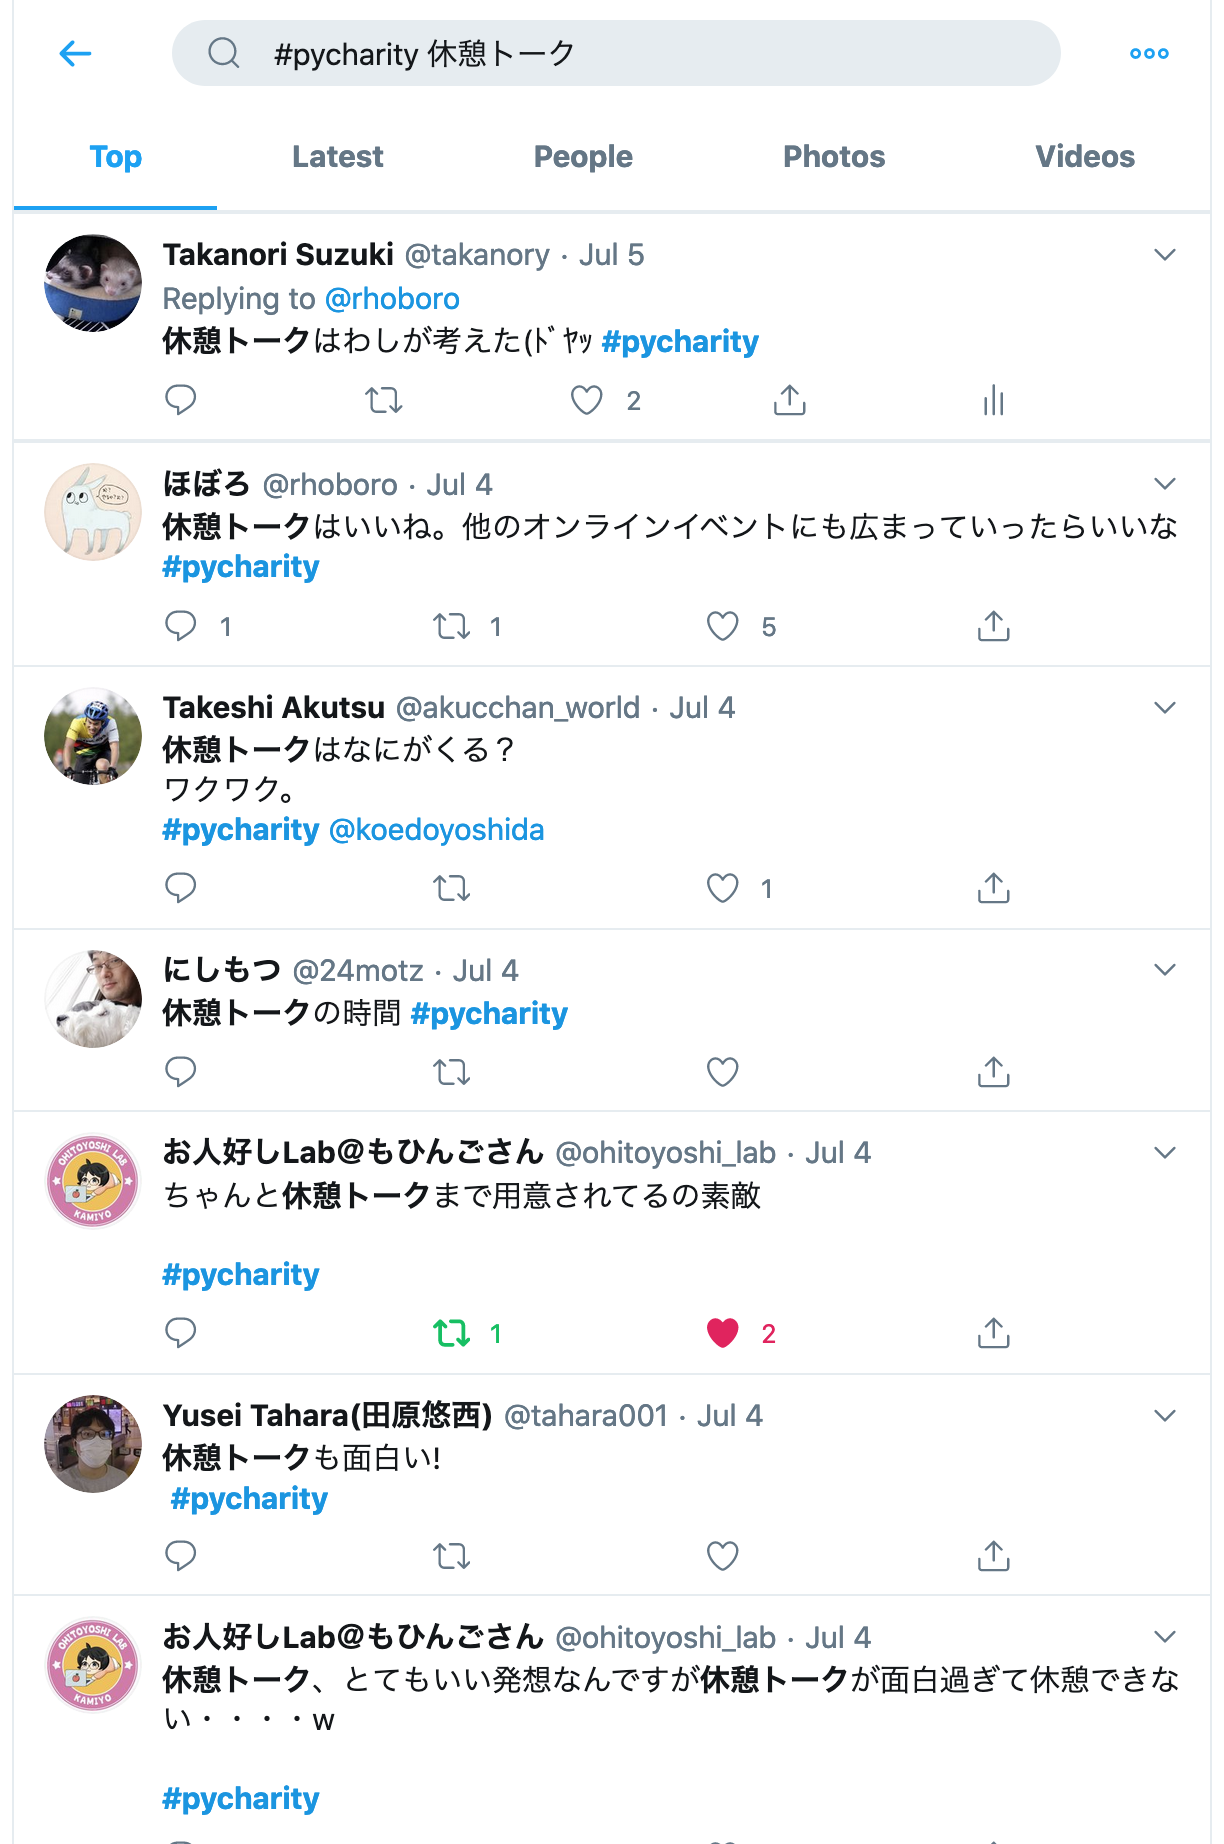 #pycharity 休憩トーク
Top Latest People Photos Videos
Takanori Suzuki @takanory · Jul 5
Replying to @rhoboro
休憩トークはわしが考えた(ﾄﾞﾔｯ #pycharity
2
ほぼろ @rhoboro · Jul 4
休憩トークはいいね。他のオンラインイベントにも広まっていったらいいな
#pycharity
1 1 5
Takeshi Akutsu @akucchan_world · Jul 4
休憩トークはなにがくる？
ワクワク。
#pycharity @koedoyoshida
1
にしもつ @24motz · Jul 4
休憩トークの時間 #pycharity
お人好しLab@もひんごさん @ohitoyoshi_lab · Jul 4
OHITOYOSHI LAB
KAMIYO
ちゃんと休憩トークまで用意されてるの素敵
#pycharity
1 2
Yusei Tahara(田原悠西) @tahara001 · Jul 4
休憩トークも面白い!
#pycharity
お人好しLab@もひんごさん @ohitoyoshi_lab · Jul 4
OHITOYOSHI LAB
KAMIYO
休憩トーク、とてもいい発想なんですが休憩トークが面白過ぎて休憩できな
い・・・・w
#pycharity